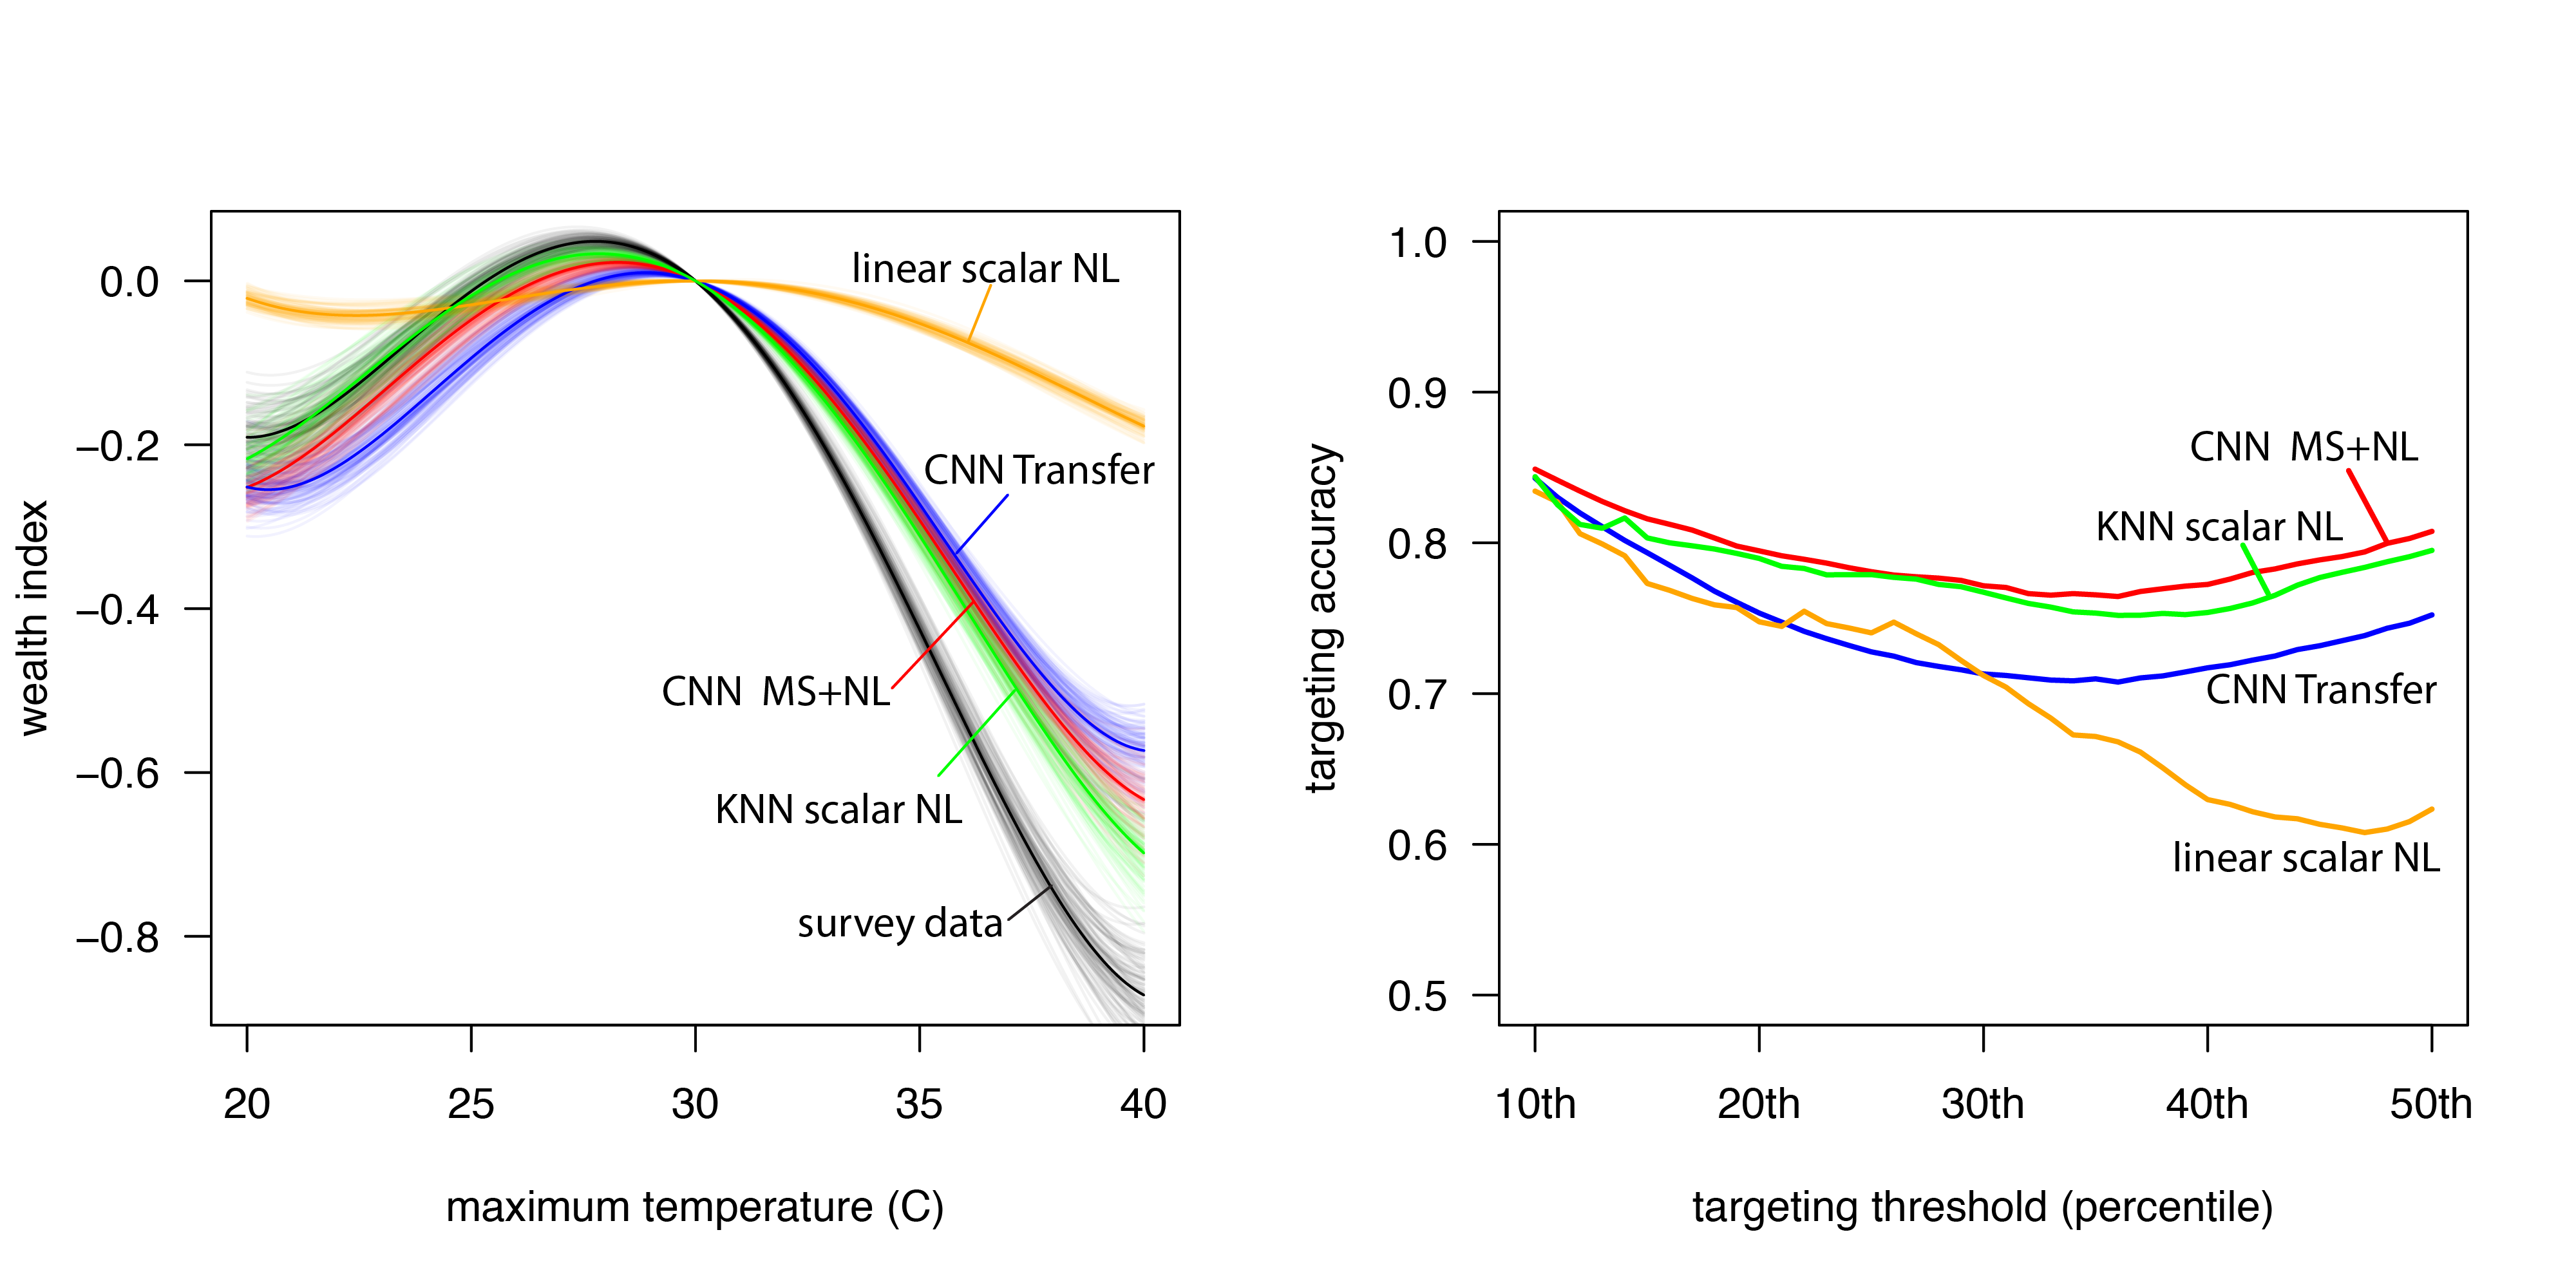 linear scalar NL
CNN Transfer
CNN MS+NL
KNN scalar NL
survey data
0.0
−0.2
−0.4
−0.6
−0.8
wealth index
20 25 30 35 40
maximum temperature (C)
CNN MS+NL
KNN scalar NL
CNN Transfer
linear scalar NL
1.0
0.9
0.8
0.7
0.6
0.5
targeting accuracy
10th 20th 30th 40th 50th
targeting threshold (percentile)